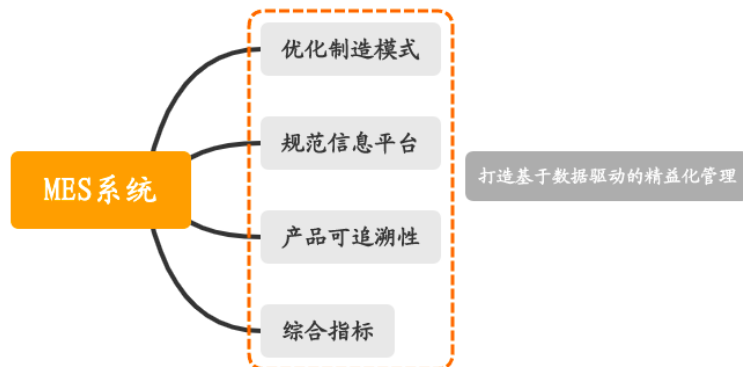 MES系统
优化制造模式
规范信息平台
产品可追溯性
综合指标
打造基于数据驱动的精益化管理